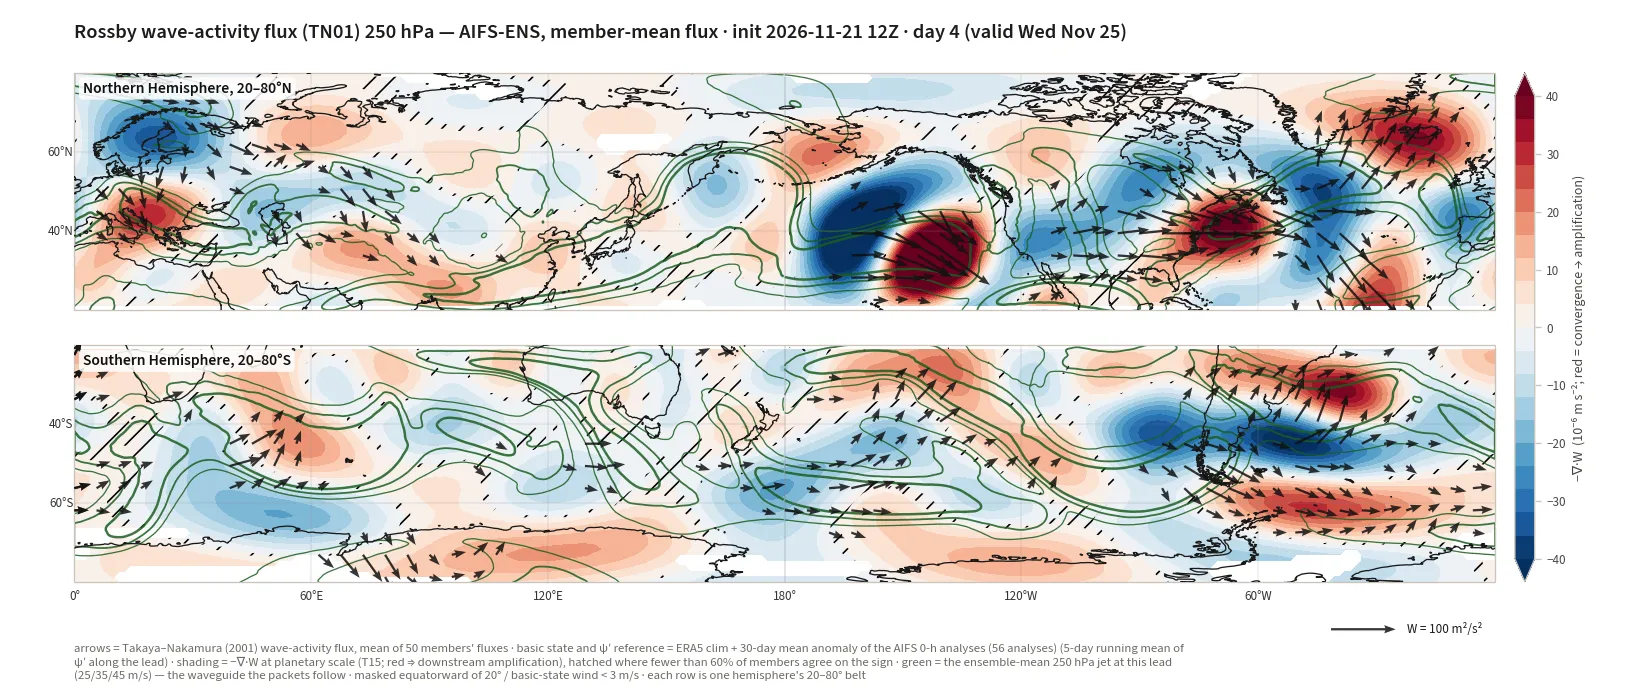 Rossby wave-activity flux (TN01) 250 hPa — AIFS-ENS, member-mean flux · init 2026-11-21 12Z · day 4 (valid Wed Nov 25)
Northern Hemisphere, 20–80°N
60°N
40°N
Southern Hemisphere, 20–80°S
40°S
60°S
0°
60°E
120°E
180°
120°W
60°W
40
30
20
10
0
−10
−20
−30
−40
−∇·W (10⁻⁶ m s⁻²; red = convergence → amplification)
W = 100 m²/s²
arrows = Takaya–Nakamura (2001) wave-activity flux, mean of 50 members' fluxes · basic state and ψ' reference = ERA5 clim + 30-day mean anomaly of the AIFS 0-h analyses (56 analyses) (5-day running mean of
ψ' along the lead) · shading = −∇·W at planetary scale (T15; red ⇒ downstream amplification), hatched where fewer than 60% of members agree on the sign · green = the ensemble-mean 250 hPa jet at this lead
(25/35/45 m/s) — the waveguide the packets follow · masked equatorward of 20° / basic-state wind < 3 m/s · each row is one hemisphere's 20–80° belt